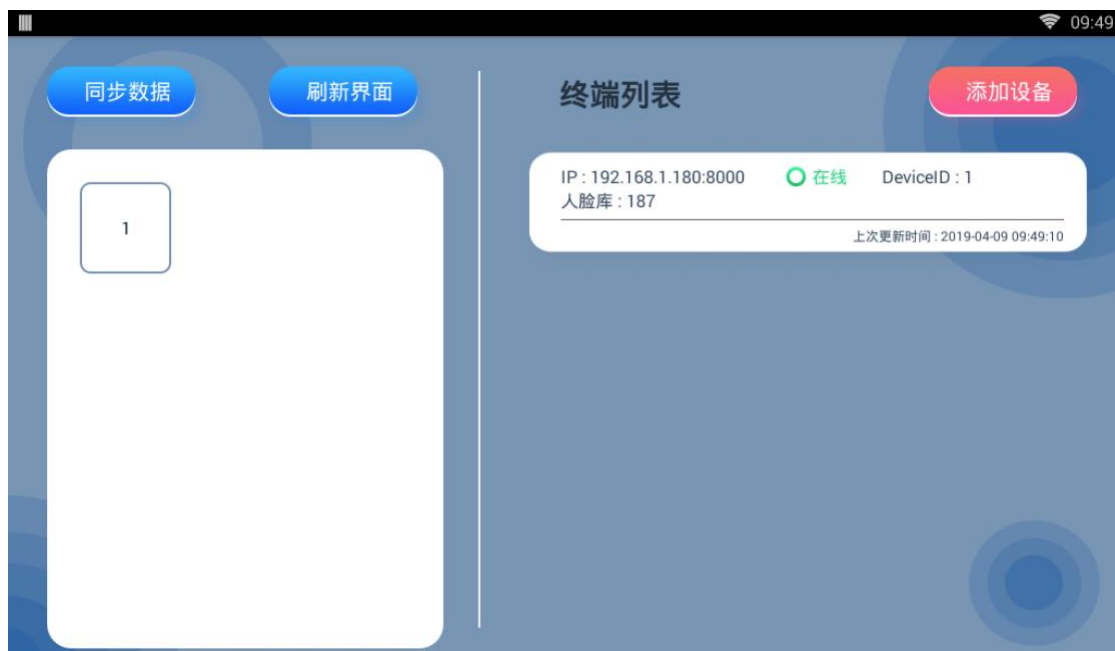 09:49
同步数据
刷新界面
终端列表
添加设备
1
IP : 192.168.1.180:8000
在线
DeviceID : 1
人脸库 : 187
上次更新时间 : 2019-04-09 09:49:10